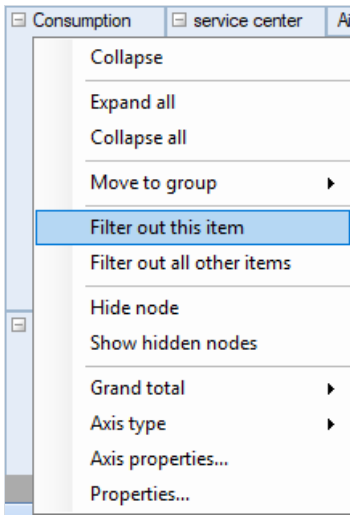 Consumption service center Ai
Collapse
Expand all
Collapse all
Move to group
Filter out this item
Filter out all other items
Hide node
Show hidden nodes
Grand total
Axis type
Axis properties...
Properties...